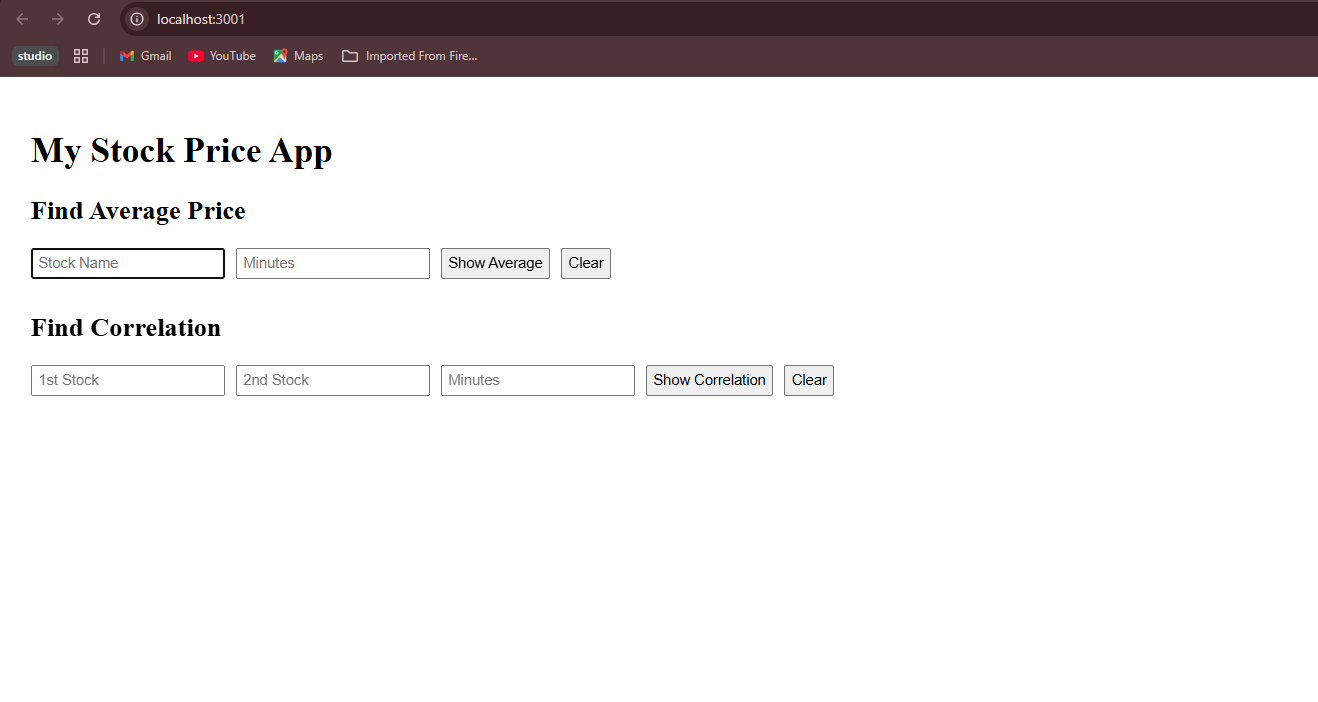 localhost:3001
studio Gmail YouTube Maps Imported From Fire...
My Stock Price App
Find Average Price
Stock Name Minutes Show Average Clear
Find Correlation
1st Stock 2nd Stock Minutes Show Correlation Clear